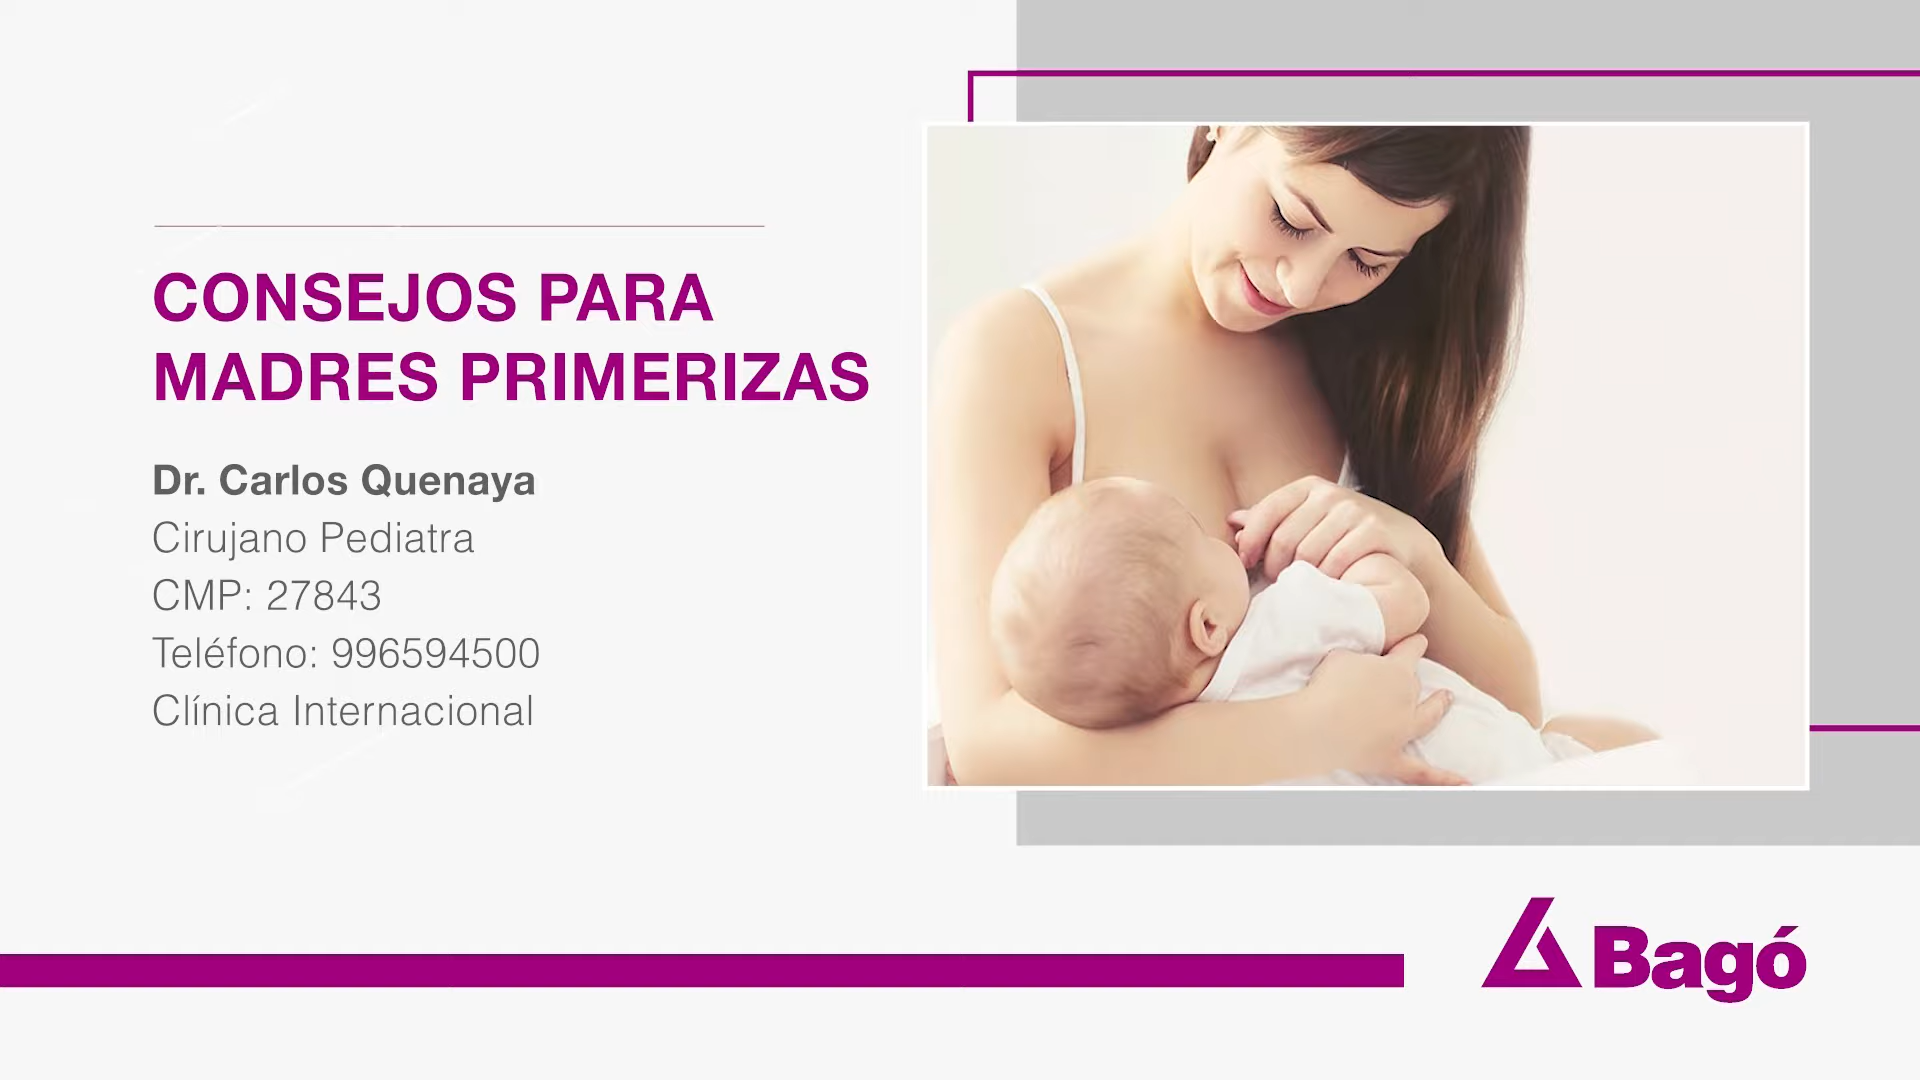 CONSEJOS PARA
MADRES PRIMERIZAS
Dr. Carlos Quenaya
Cirujano Pediatra
CMP: 27843
Teléfono: 996594500
Clínica Internacional
Bagó